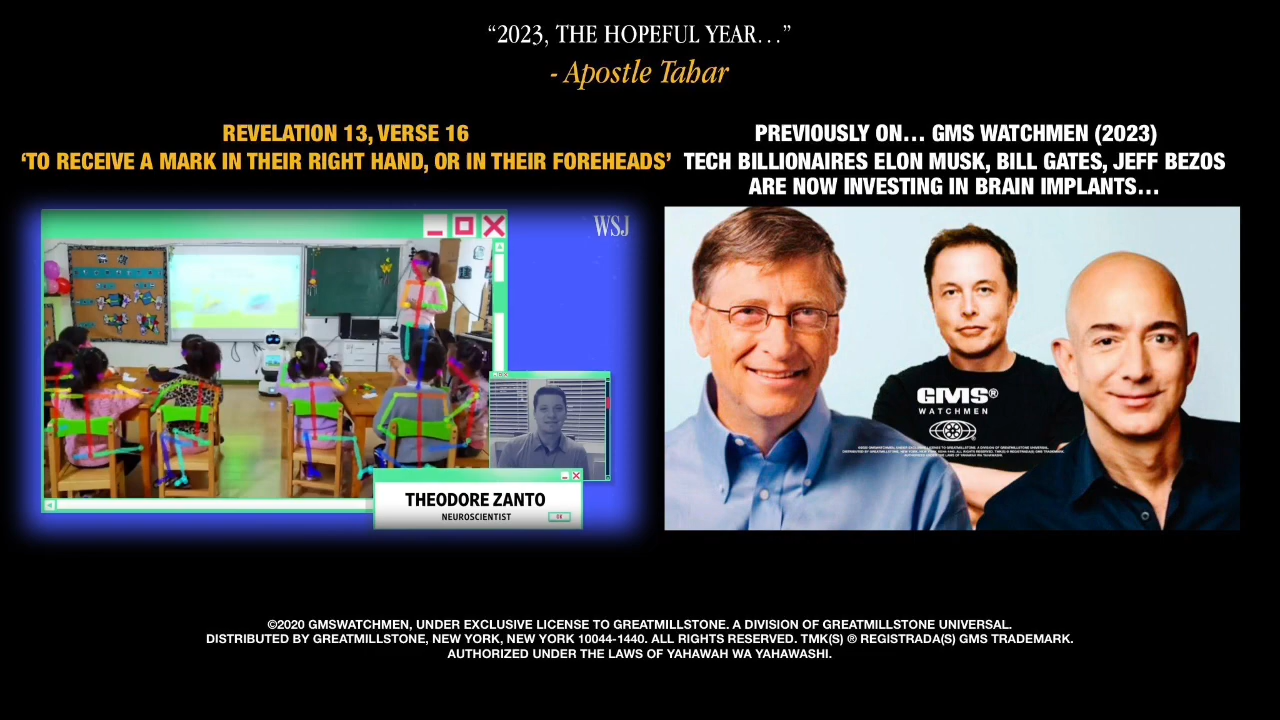 “2023, THE HOPEFUL YEAR…”
- Apostle Tahar
REVELATION 13, VERSE 16
‘TO RECEIVE A MARK IN THEIR RIGHT HAND, OR IN THEIR FOREHEADS’
PREVIOUSLY ON… GMS WATCHMEN (2023)
TECH BILLIONAIRES ELON MUSK, BILL GATES, JEFF BEZOS
ARE NOW INVESTING IN BRAIN IMPLANTS…
WSJ
THEODORE ZANTO
NEUROSCIENTIST
OK
GMS®
WATCHMEN
©2020 GMSWATCHMEN, UNDER EXCLUSIVE LICENSE TO GREATMILLSTONE. A DIVISION OF GREATMILLSTONE UNIVERSAL.
DISTRIBUTED BY GREATMILLSTONE, NEW YORK, NEW YORK 10044-1440. ALL RIGHTS RESERVED. TMK(S) ® REGISTRADA(S) GMS TRADEMARK.
AUTHORIZED UNDER THE LAWS OF YAHAWAH WA YAHAWASHI.